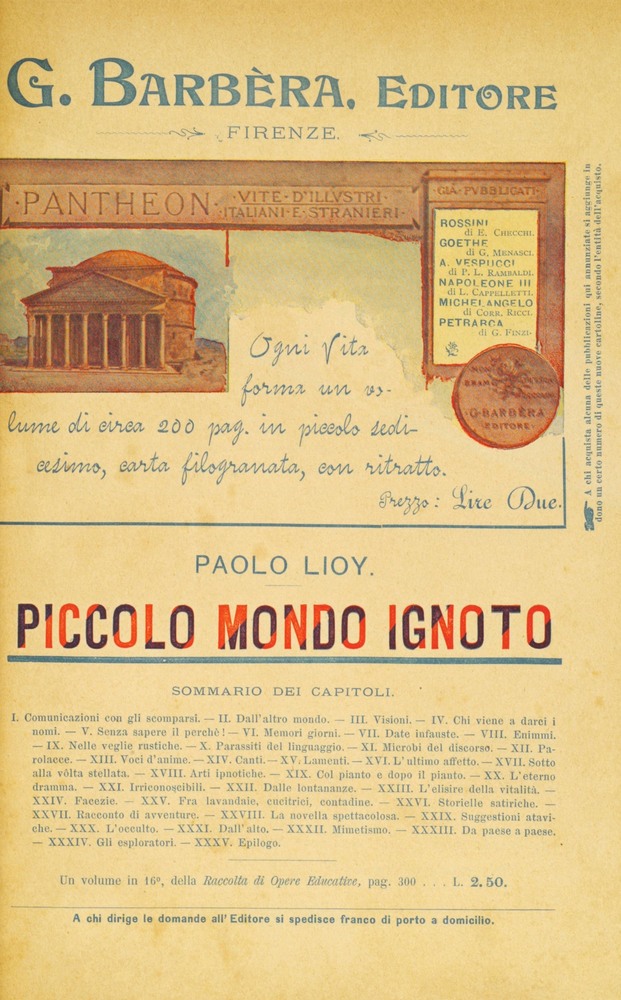 G. BARBÈRA, EDITORE
FIRENZE.
·PANTHEON· VITE·D'ILLVSTRI·
ITALIANI·E·STRANIERI·
·GIÀ·PVBBLICATI·
ROSSINI
di E. CHECCHI.
GOETHE
di G. MENASCI.
A. VESPUCCI
di P. L. RAMBALDI.
NAPOLEONE III
di L. CAPPELLETTI.
MICHELANGELO
di CORR. RICCI.
PETRARCA
di G. FINZI.
NON
BRAMO
·G·BARBÈRA
EDITORE·
Ogni Vita
forma un vo-
lume di circa 200 pag. in piccolo sedi-
cesimo, carta filogranata, con ritratto.
Prezzo: Lire Due.
A chi acquista alcuna delle pubblicazioni qui annunziate si aggiunge in
dono un certo numero di queste nuove cartoline, secondo l'entità dell'acquisto.
PAOLO LIOY.
PICCOLO MONDO IGNOTO
SOMMARIO DEI CAPITOLI.
I. Comunicazioni con gli scomparsi. — II. Dall'altro mondo. — III. Visioni. — IV. Chi viene a darci i
nomi. — V. Senza sapere il perchè! — VI. Memori giorni. — VII. Date infauste. — VIII. Enimmi.
— IX. Nelle veglie rustiche. — X. Parassiti del linguaggio. — XI. Microbi del discorso. — XII. Pa-
rolacce. — XIII. Voci d'anime. — XIV. Canti. — XV. Lamenti. — XVI. L'ultimo affetto. — XVII. Sotto
alla vòlta stellata. — XVIII. Arti ipnotiche. — XIX. Col pianto e dopo il pianto. — XX. L'eterno
dramma. — XXI. Irriconoscibili. — XXII. Dalle lontananze. — XXIII. L'elisire della vitalità. —
XXIV. Facezie. — XXV. Fra lavandaie, cucitrici, contadine. — XXVI. Storielle satiriche. —
XXVII. Racconto di avventure. — XXVIII. La novella spettacolosa. — XXIX. Suggestioni atavi-
che. — XXX. L'occulto. — XXXI. Dall'alto. — XXXII. Mimetismo. — XXXIII. Da paese a paese.
— XXXIV. Gli esploratori. — XXXV. Epilogo.
Un volume in 16º, della Raccolta di Opere Educative, pag. 300 . . . L. 2.50.
A chi dirige le domande all'Editore si spedisce franco di porto a domicilio.